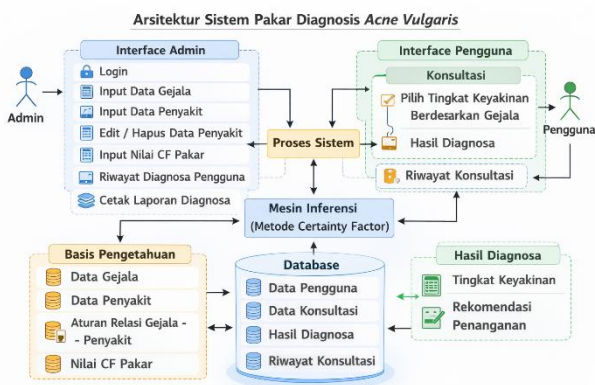 Arsitektur Sistem Pakar Diagnosis Acne Vulgaris
Interface Admin
Login
Input Data Gejala
Input Data Penyakit
Edit / Hapus Data Penyakit
Input Nilai CF Pakar
Riwayat Diagnosa Pengguna
Cetak Laporan Diagnosa
Admin
Proses Sistem
Interface Pengguna
Konsultasi
Pilih Tingkat Keyakinan
Berdesarkan Gejala
Hasil Diagnosa
Riwayat Konsultasi
Pengguna
Mesin Inferensi
(Metode Certainty Factor)
Basis Pengetahuan
Data Gejala
Data Penyakit
Aturan Relasi Gejala -
- Penyakit
Nilai CF Pakar
Database
Data Pengguna
Data Konsultasi
Hasil Diagnosa
Riwayat Konsultasi
Hasil Diagnosa
Tingkat Keyakinan
Rekomendasi
Penanganan